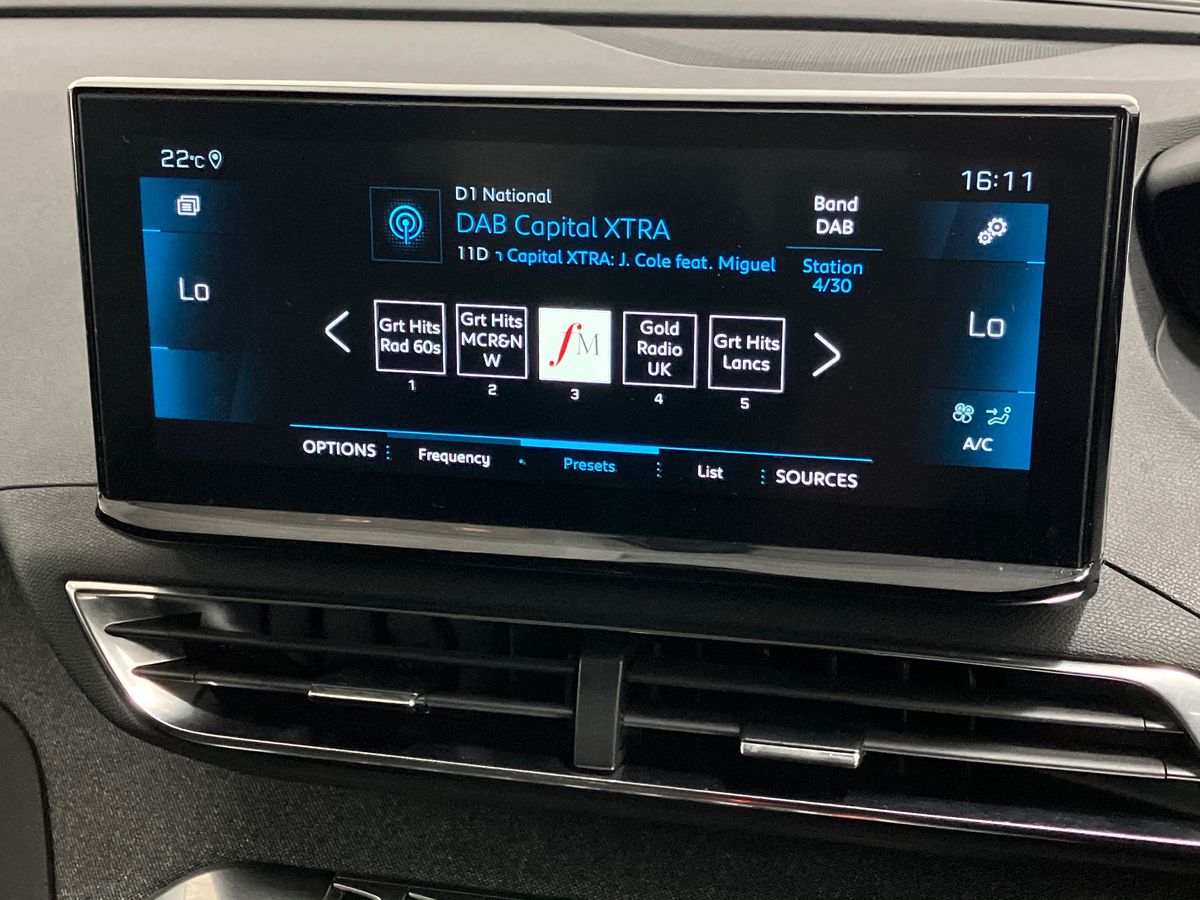 22°C
16:11
D1 National
DAB Capital XTRA
11D Capital XTRA: J. Cole feat. Miguel
Band
DAB
Station
4/30
Lo
Lo
Grt Hits
Rad 60s
1
Grt Hits
MCR&N
W
2
fM
3
Gold
Radio
UK
4
Grt Hits
Lancs
5
A/C
OPTIONS
Frequency
Presets
List
SOURCES